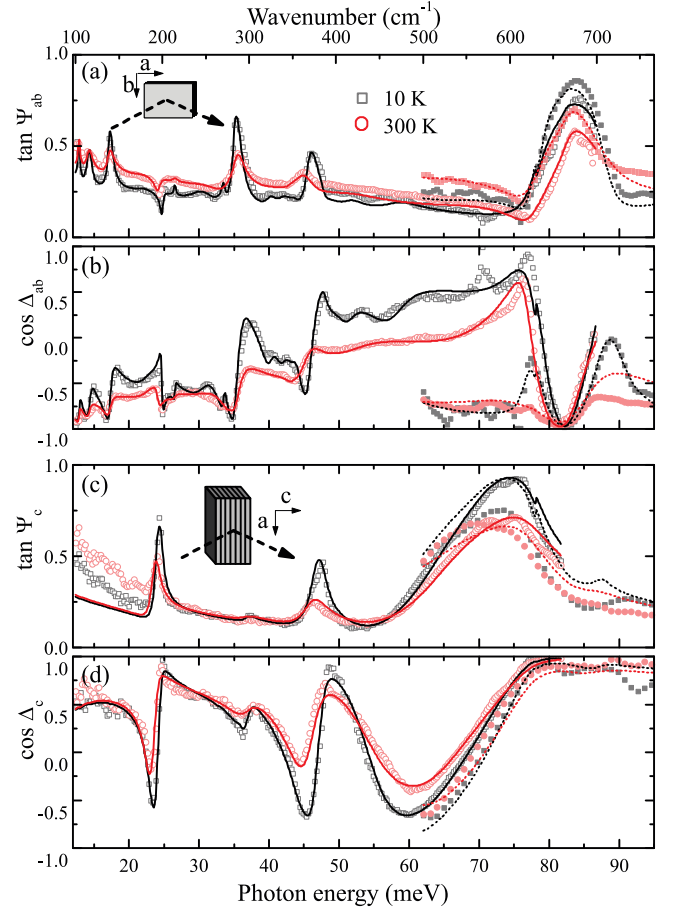 Wavenumber (cm⁻¹)
100 200 300 400 500 600 700
1.0
(a)
a
b
10 K
300 K
tan Ψab
0.5
0.0
(b)
0.5
cos Δab
0.0
-0.5
-1.0
1.0
(c)
c
a
tan Ψc
0.5
0.0
(d)
0.5
cos Δc
0.0
-0.5
-1.0
20 30 40 50 60 70 80 90
Photon energy (meV)